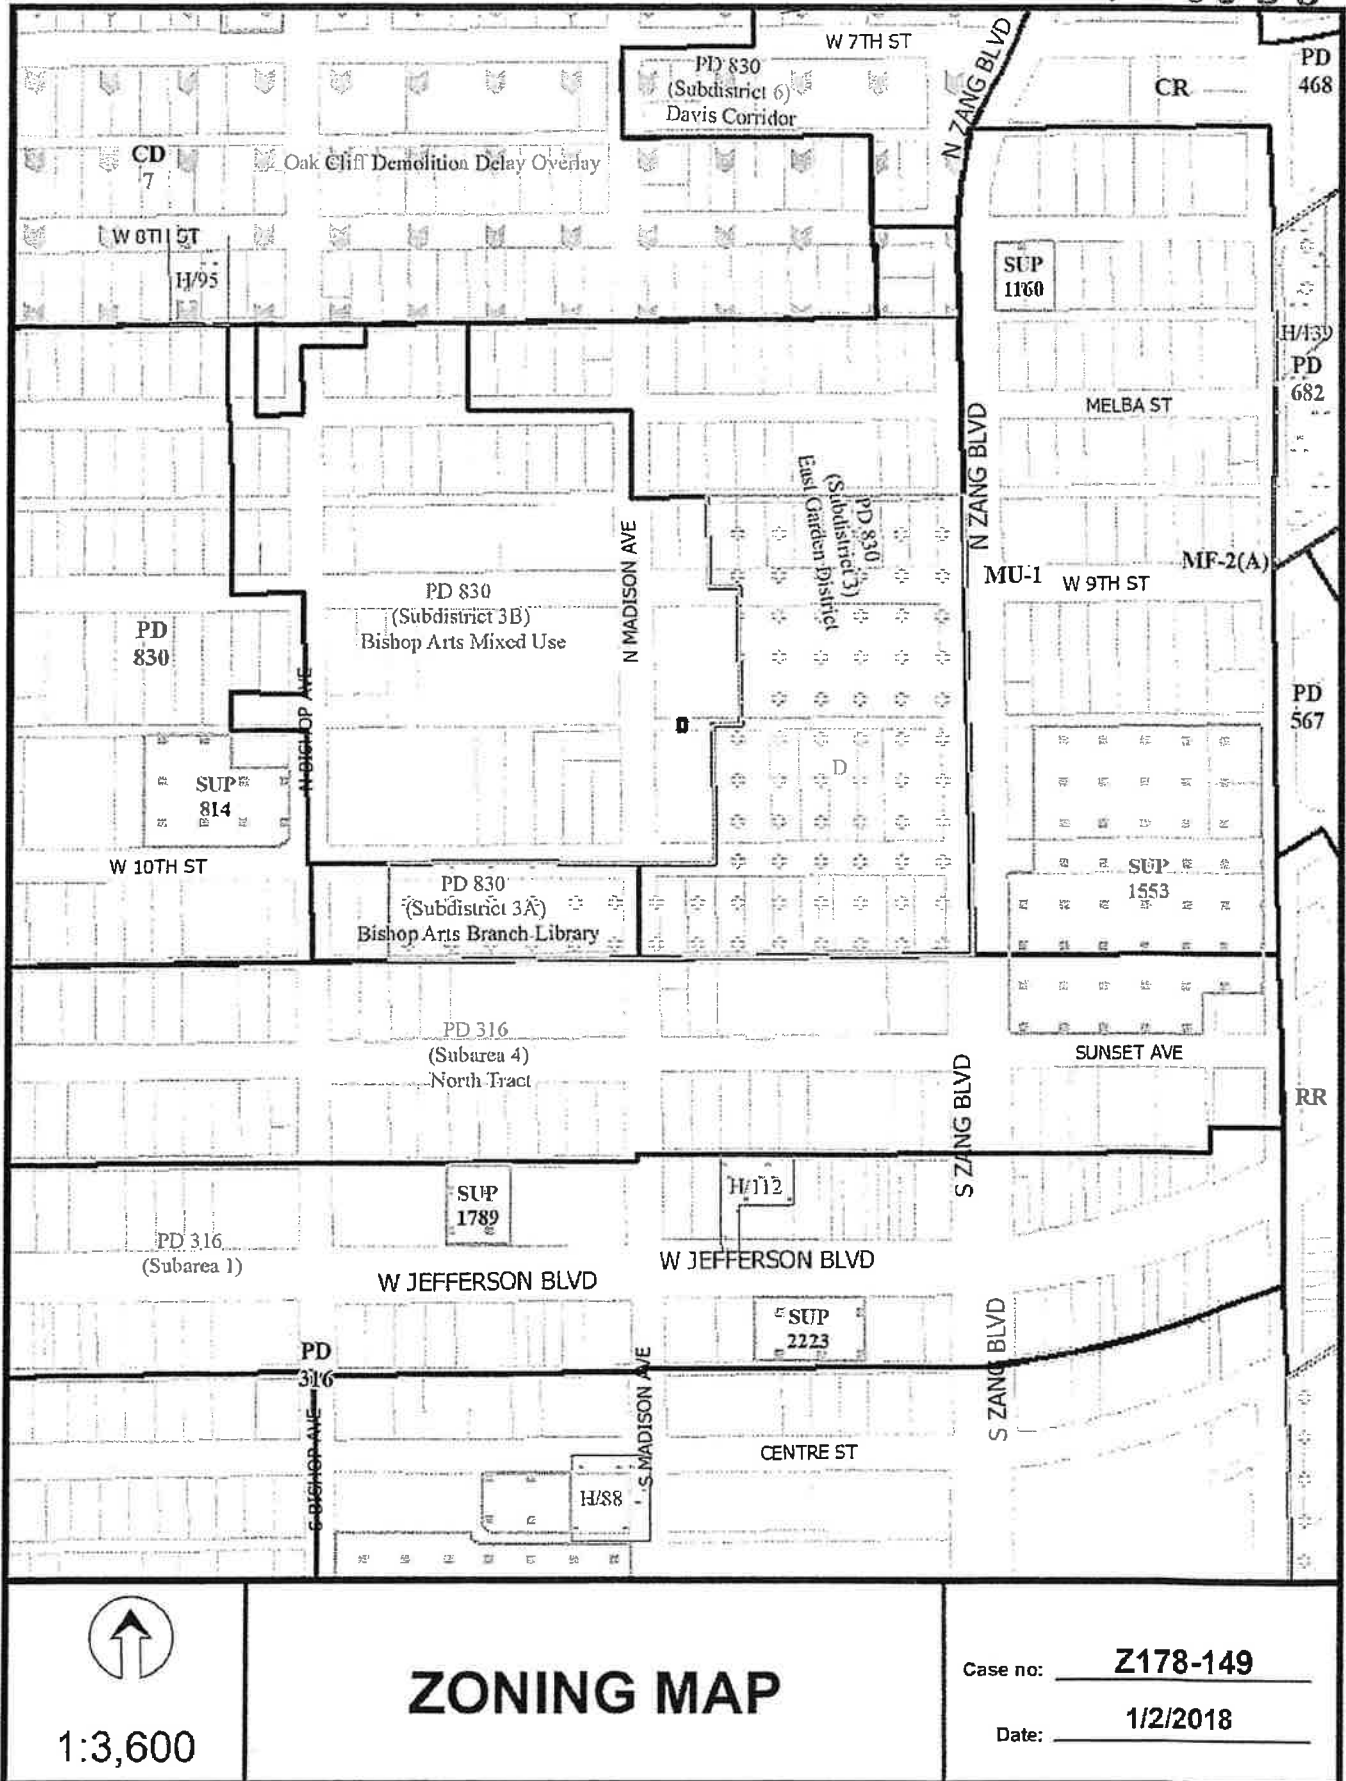 W 7TH ST
N ZANG BLVD
PD
468
PD 830
(Subdistrict 6)
Davis Corridor
CR
CD
7
Oak Cliff Demolition Delay Overlay
W 8TH ST
H/95
SUP
1160
H/139
PD
682
MELBA ST
N ZANG BLVD
PD 830
(Subdistrict 3)
East Garden District
N MADISON AVE
MU-1
MF-2(A)
W 9TH ST
PD 830
(Subdistrict 3B)
Bishop Arts Mixed Use
PD
830
N BISHOP AVE
PD
567
SUP
814
D
W 10TH ST
SUP
1553
PD 830
(Subdistrict 3A)
Bishop Arts Branch Library
PD 316
(Subarea 4)
North Tract
SUNSET AVE
S ZANG BLVD
RR
SUP
1789
H/112
PD 316
(Subarea 1)
W JEFFERSON BLVD
W JEFFERSON BLVD
SUP
2223
S ZANG BLVD
PD
316
S BISHOP AVE
S MADISON AVE
CENTRE ST
H/88
1:3,600
ZONING MAP
Case no: Z178-149
Date: 1/2/2018